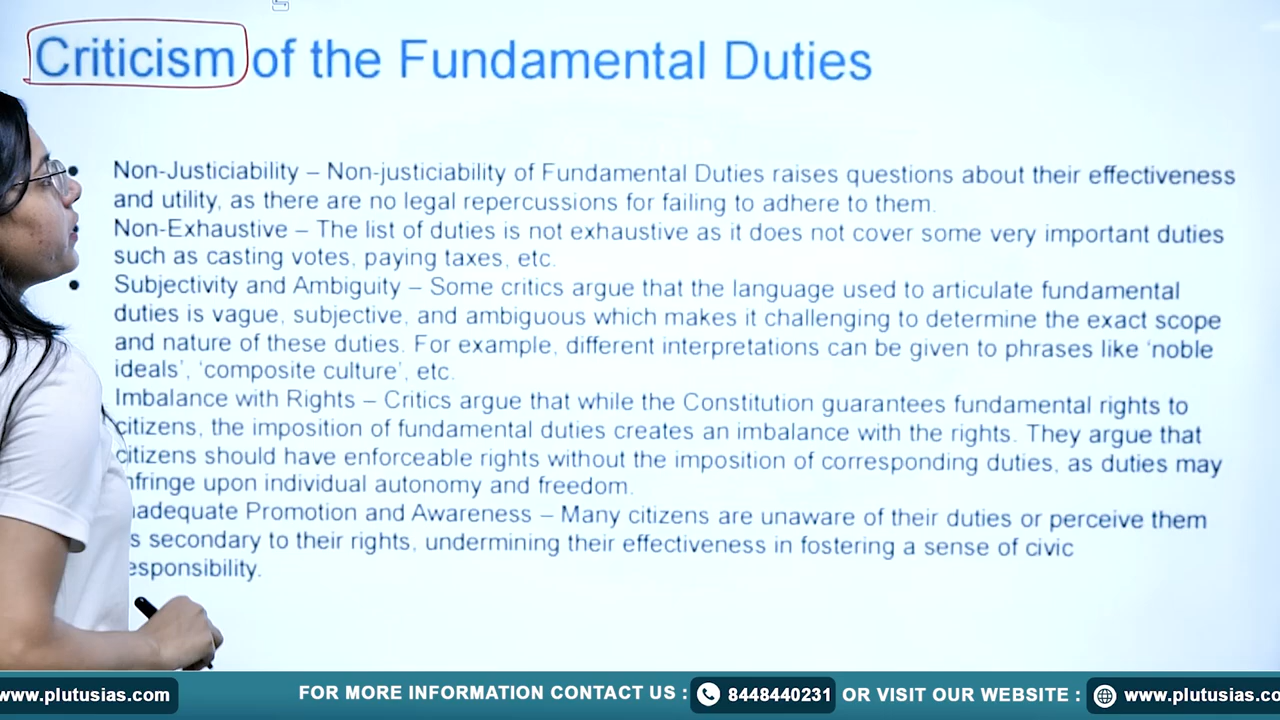 Criticism of the Fundamental Duties
Non-Justiciability – Non-justiciability of Fundamental Duties raises questions about their effectiveness
and utility, as there are no legal repercussions for failing to adhere to them.
Non-Exhaustive – The list of duties is not exhaustive as it does not cover some very important duties
such as casting votes, paying taxes, etc.
Subjectivity and Ambiguity – Some critics argue that the language used to articulate fundamental
duties is vague, subjective, and ambiguous which makes it challenging to determine the exact scope
and nature of these duties. For example, different interpretations can be given to phrases like ‘noble
ideals’, ‘composite culture’, etc.
Imbalance with Rights – Critics argue that while the Constitution guarantees fundamental rights to
citizens, the imposition of fundamental duties creates an imbalance with the rights. They argue that
citizens should have enforceable rights without the imposition of corresponding duties, as duties may
nfringe upon individual autonomy and freedom.
nadequate Promotion and Awareness – Many citizens are unaware of their duties or perceive them
s secondary to their rights, undermining their effectiveness in fostering a sense of civic
esponsibility.
www.plutusias.com FOR MORE INFORMATION CONTACT US : 8448440231 OR VISIT OUR WEBSITE : www.plutusias.co